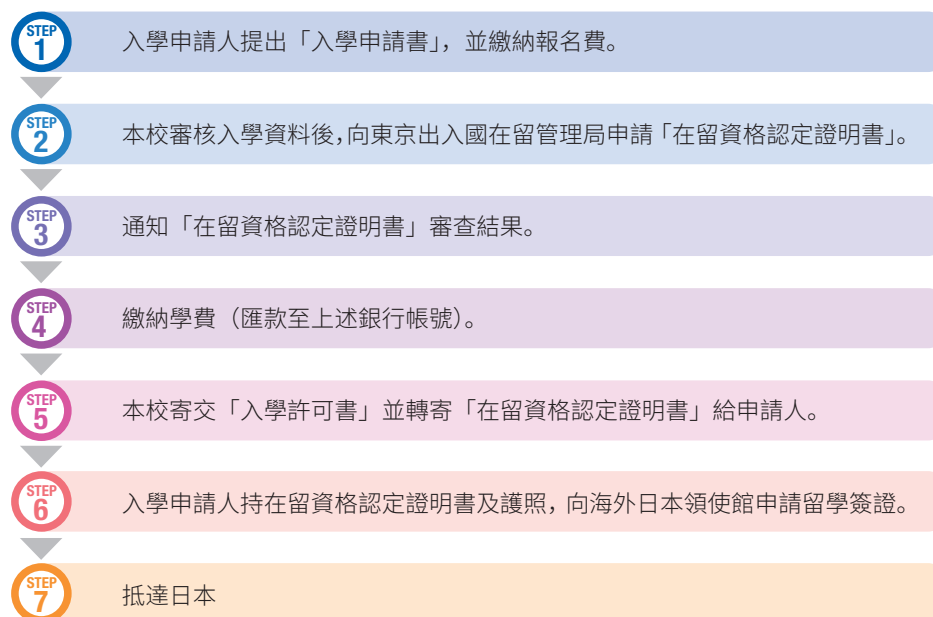 STEP
1
入學申請人提出「入學申請書」，並繳納報名費。
STEP
2
本校審核入學資料後，向東京出入國在留管理局申請「在留資格認定證明書」。
STEP
3
通知「在留資格認定證明書」審查結果。
STEP
4
繳納學費（匯款至上述銀行帳號）。
STEP
5
本校寄交「入學許可書」並轉寄「在留資格認定證明書」給申請人。
STEP
6
入學申請人持在留資格認定證明書及護照，向海外日本領使館申請留學簽證。
STEP
7
抵達日本